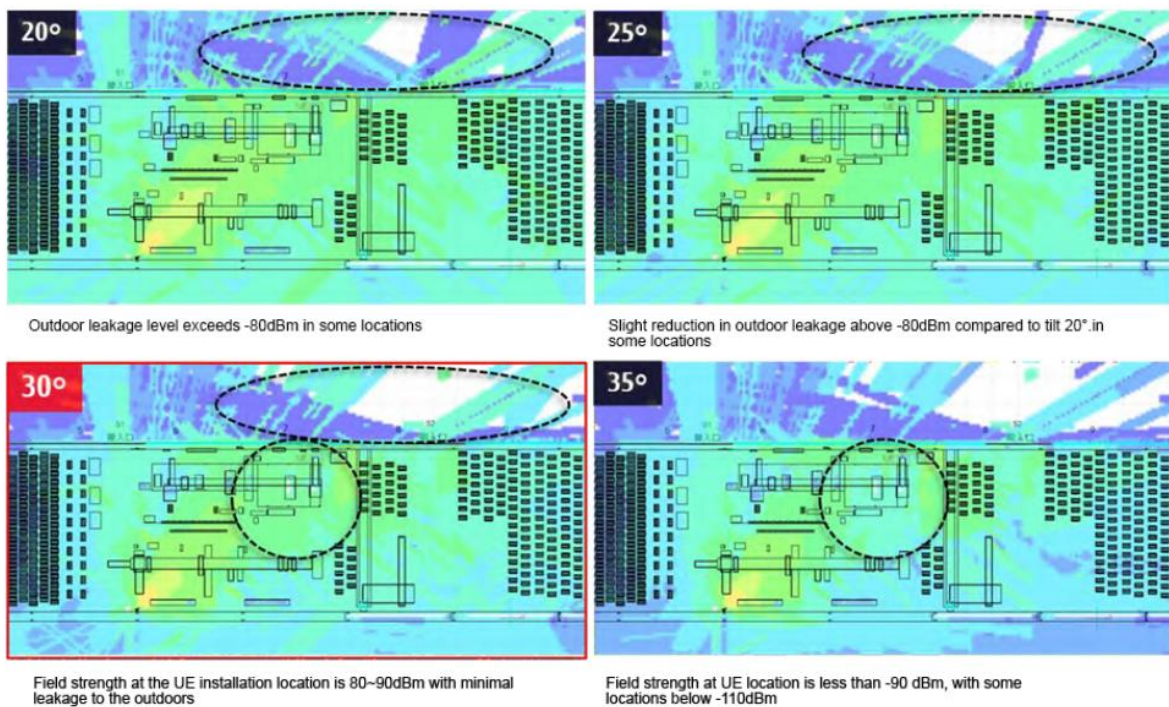 20°
25°
Outdoor leakage level exceeds -80dBm in some locations
Slight reduction in outdoor leakage above -80dBm compared to tilt 20°.in
some locations
30°
35°
Field strength at the UE installation location is 80~90dBm with minimal
leakage to the outdoors
Field strength at UE location is less than -90 dBm, with some
locations below -110dBm